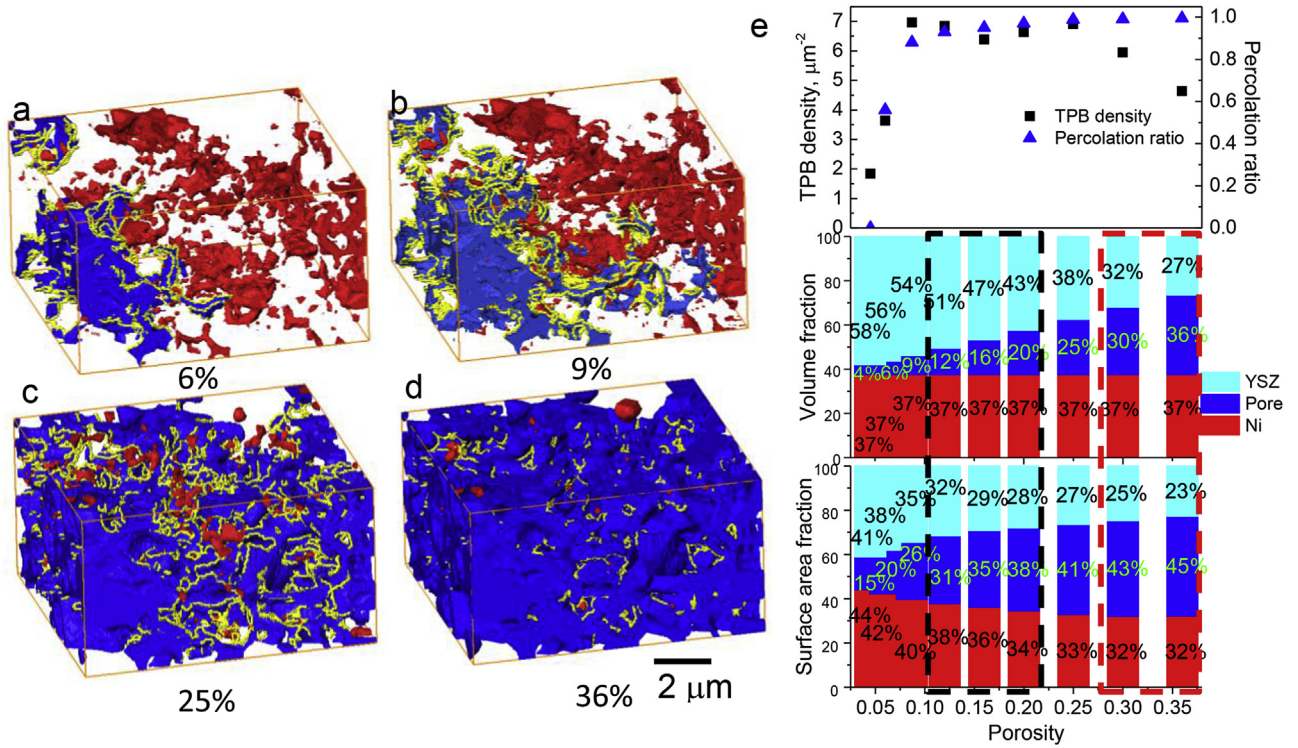 a
6%
b
9%
c
25%
d
36%
2 μm
e
TPB density, μm⁻²
7
6
5
4
3
2
1
0
Percolation ratio
1.0
0.8
0.6
0.4
0.2
0.0
TPB density
Percolation ratio
Volume fraction
100
80
60
40
20
0
58% 56% 54% 51% 47% 43% 38% 32% 27%
4% 6% 9% 12% 16% 20% 25% 30% 36%
37% 37% 37% 37% 37% 37% 37% 37% 37%
YSZ
Pore
Ni
Surface area fraction
100
80
60
40
20
0
41% 38% 35% 32% 29% 28% 27% 25% 23%
15% 20% 26% 31% 35% 38% 41% 43% 45%
44% 42% 40% 38% 36% 34% 33% 32% 32%
0.05 0.10 0.15 0.20 0.25 0.30 0.35
Porosity